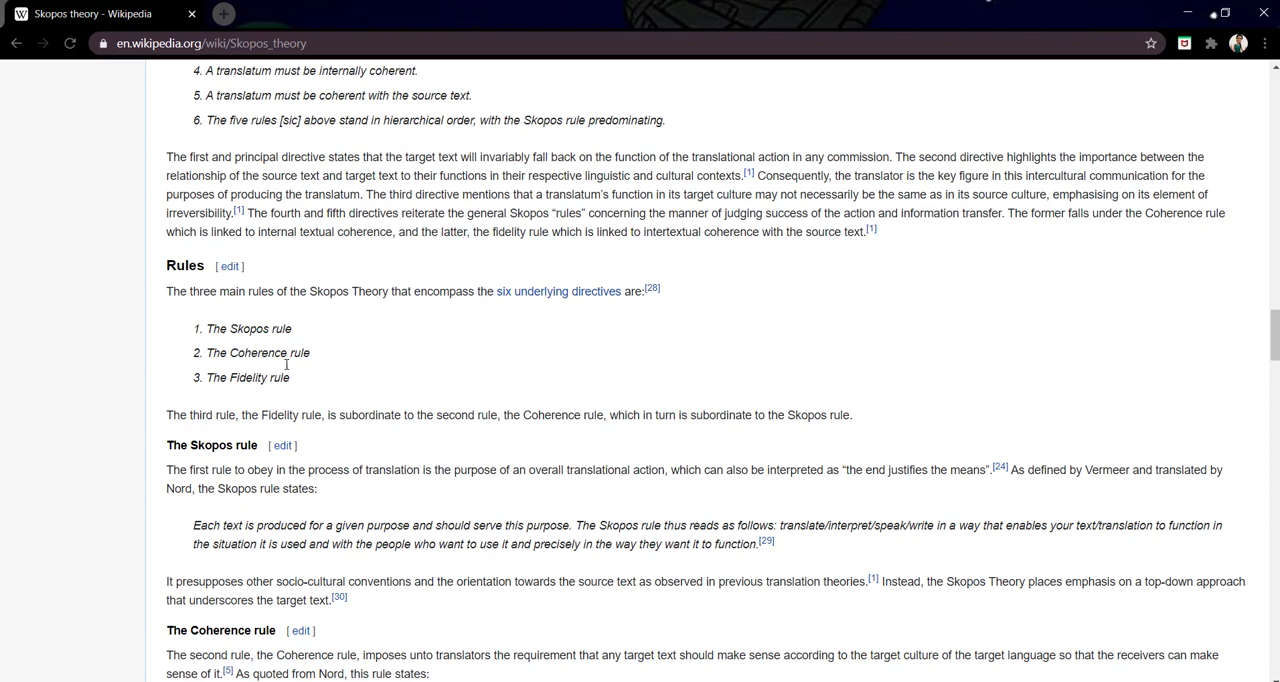 Skopos theory - Wikipedia
en.wikipedia.org/wiki/Skopos_theory
4. A translatum must be internally coherent.
5. A translatum must be coherent with the source text.
6. The five rules [sic] above stand in hierarchical order, with the Skopos rule predominating.
The first and principal directive states that the target text will invariably fall back on the function of the translational action in any commission. The second directive highlights the importance between the
relationship of the source text and target text to their functions in their respective linguistic and cultural contexts.[1] Consequently, the translator is the key figure in this intercultural communication for the
purposes of producing the translatum. The third directive mentions that a translatum's function in its target culture may not necessarily be the same as in its source culture, emphasising on its element of
irreversibility.[1] The fourth and fifth directives reiterate the general Skopos “rules” concerning the manner of judging success of the action and information transfer. The former falls under the Coherence rule
which is linked to internal textual coherence, and the latter, the fidelity rule which is linked to intertextual coherence with the source text.[1]
Rules [ edit ]
The three main rules of the Skopos Theory that encompass the six underlying directives are:[28]
1. The Skopos rule
2. The Coherence rule
3. The Fidelity rule
The third rule, the Fidelity rule, is subordinate to the second rule, the Coherence rule, which in turn is subordinate to the Skopos rule.
The Skopos rule [ edit ]
The first rule to obey in the process of translation is the purpose of an overall translational action, which can also be interpreted as “the end justifies the means”.[24] As defined by Vermeer and translated by
Nord, the Skopos rule states:
Each text is produced for a given purpose and should serve this purpose. The Skopos rule thus reads as follows: translate/interpret/speak/write in a way that enables your text/translation to function in
the situation it is used and with the people who want to use it and precisely in the way they want it to function.[29]
It presupposes other socio-cultural conventions and the orientation towards the source text as observed in previous translation theories.[1] Instead, the Skopos Theory places emphasis on a top-down approach
that underscores the target text.[30]
The Coherence rule [ edit ]
The second rule, the Coherence rule, imposes unto translators the requirement that any target text should make sense according to the target culture of the target language so that the receivers can make
sense of it.[5] As quoted from Nord, this rule states: